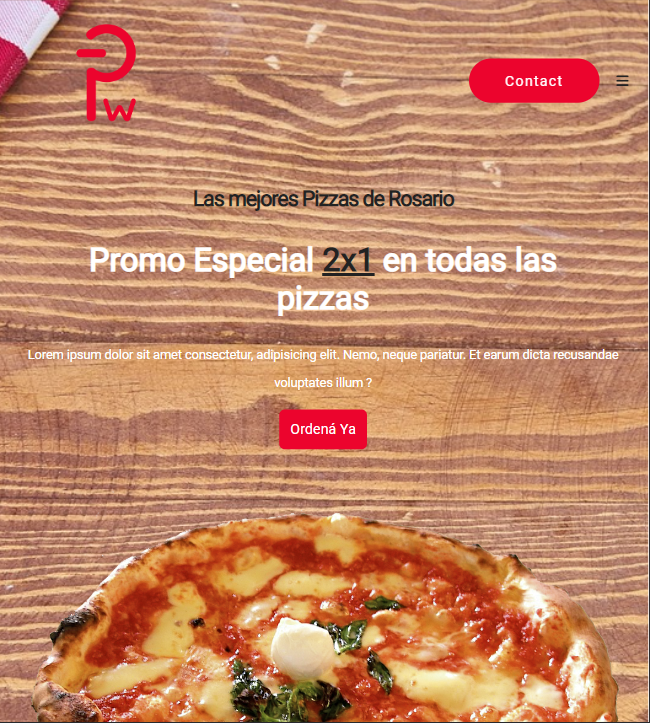 PW
Contact
Las mejores Pizzas de Rosario
Promo Especial 2x1 en todas las
pizzas
Lorem ipsum dolor sit amet consectetur, adipisicing elit. Nemo, neque pariatur. Et earum dicta recusandae
voluptates illum ?
Ordená Ya